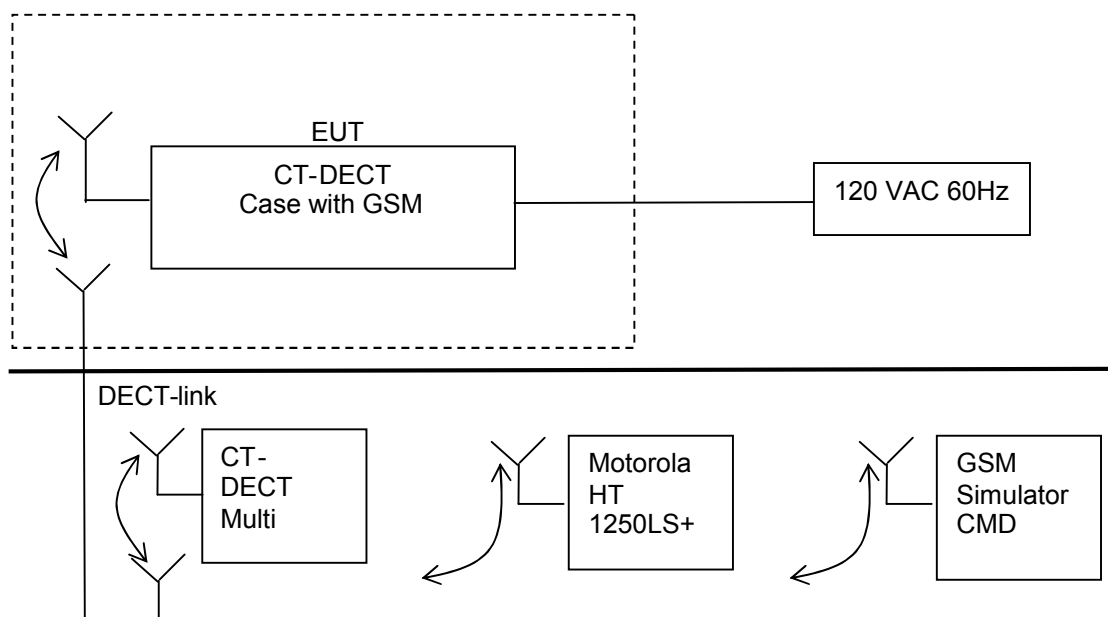 EUT
CT-DECT
Case with GSM
120 VAC 60Hz
DECT-link
CT-
DECT
Multi
Motorola
HT
1250LS+
GSM
Simulator
CMD